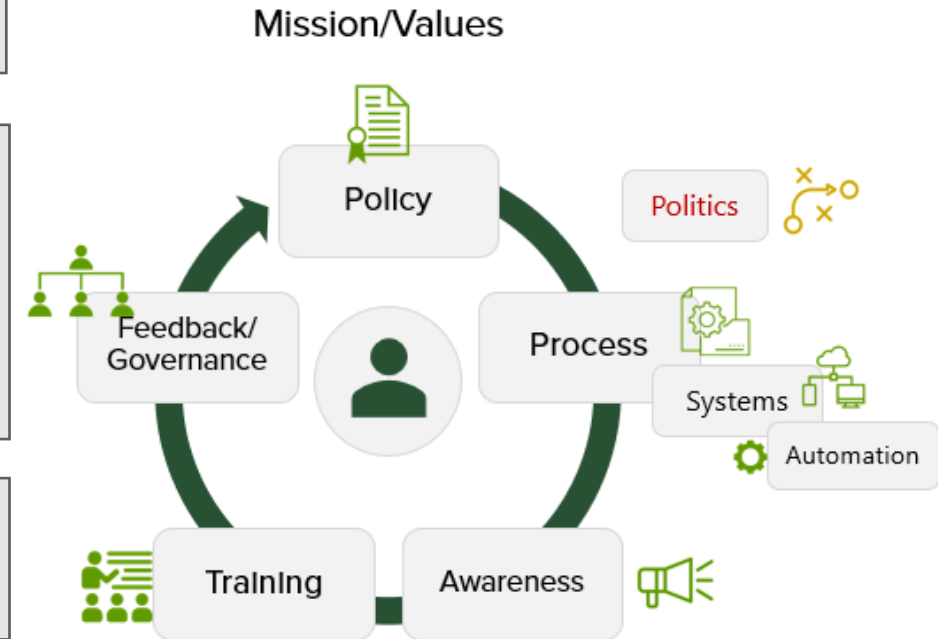 Mission/Values
Policy
Politics
Process
Systems
Automation
Awareness
Training
Feedback/
Governance